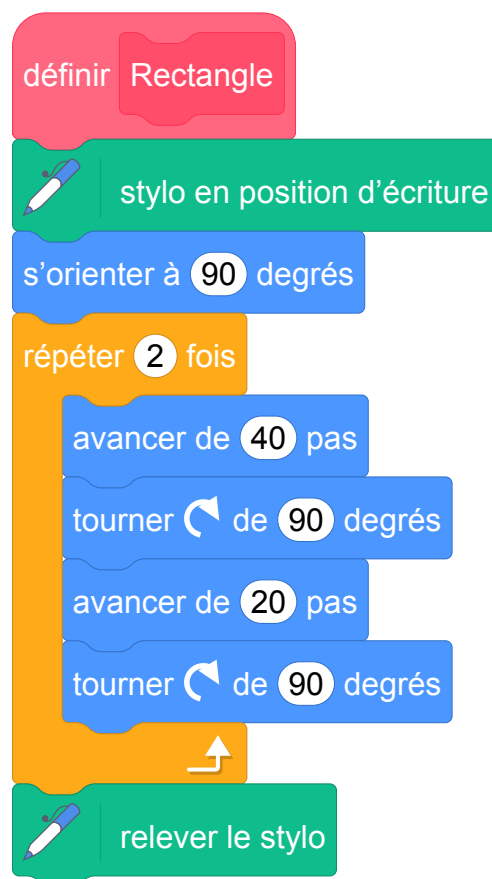 définir Rectangle
stylo en position d’écriture
s’orienter à 90 degrés
répéter 2 fois
avancer de 40 pas
tourner de 90 degrés
avancer de 20 pas
tourner de 90 degrés
relever le stylo